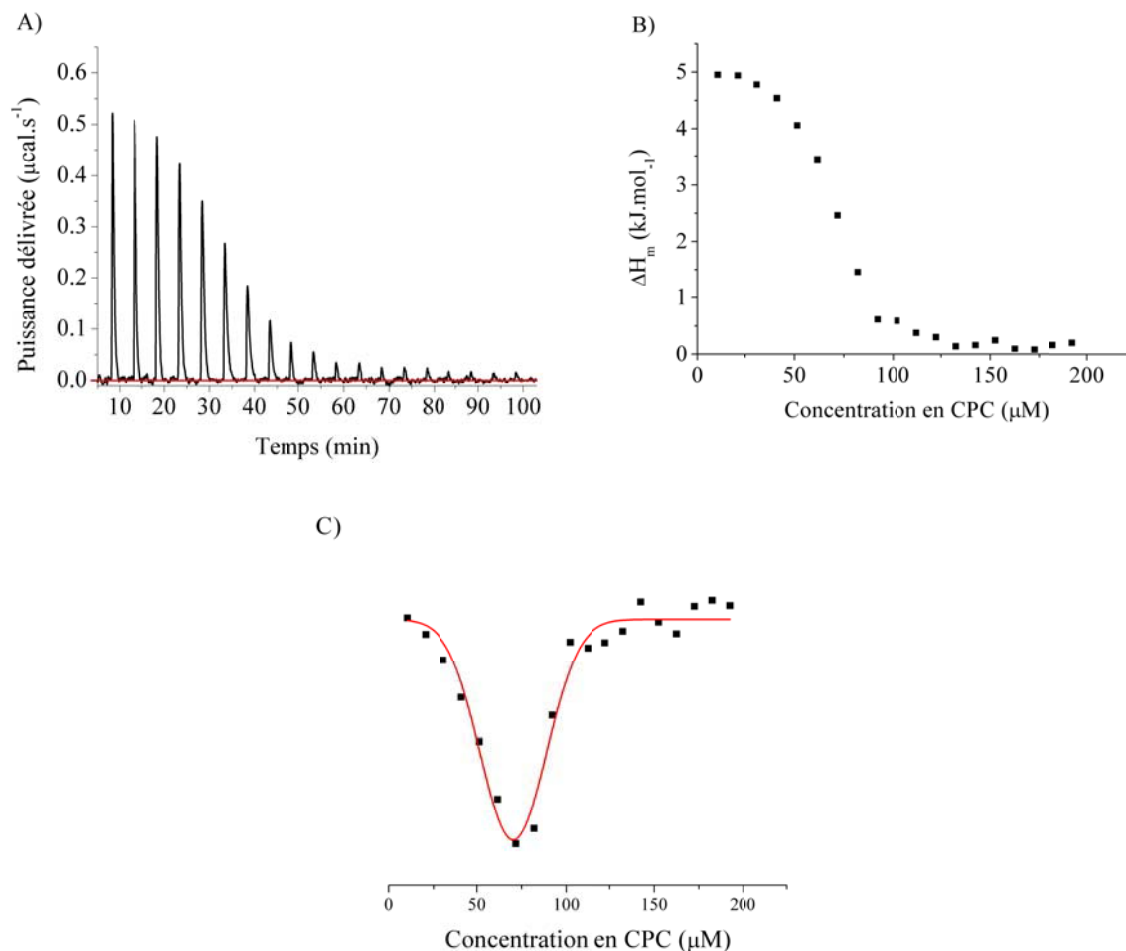 A)
Puissance délivrée (µcal.s⁻¹)
0.6
0.5
0.4
0.3
0.2
0.1
0.0
10 20 30 40 50 60 70 80 90 100
Temps (min)
B)
ΔHₘ (kJ.mol₋₁)
5
4
3
2
1
0
0 50 100 150 200
Concentration en CPC (µM)
C)
0 50 100 150 200
Concentration en CPC (µM)